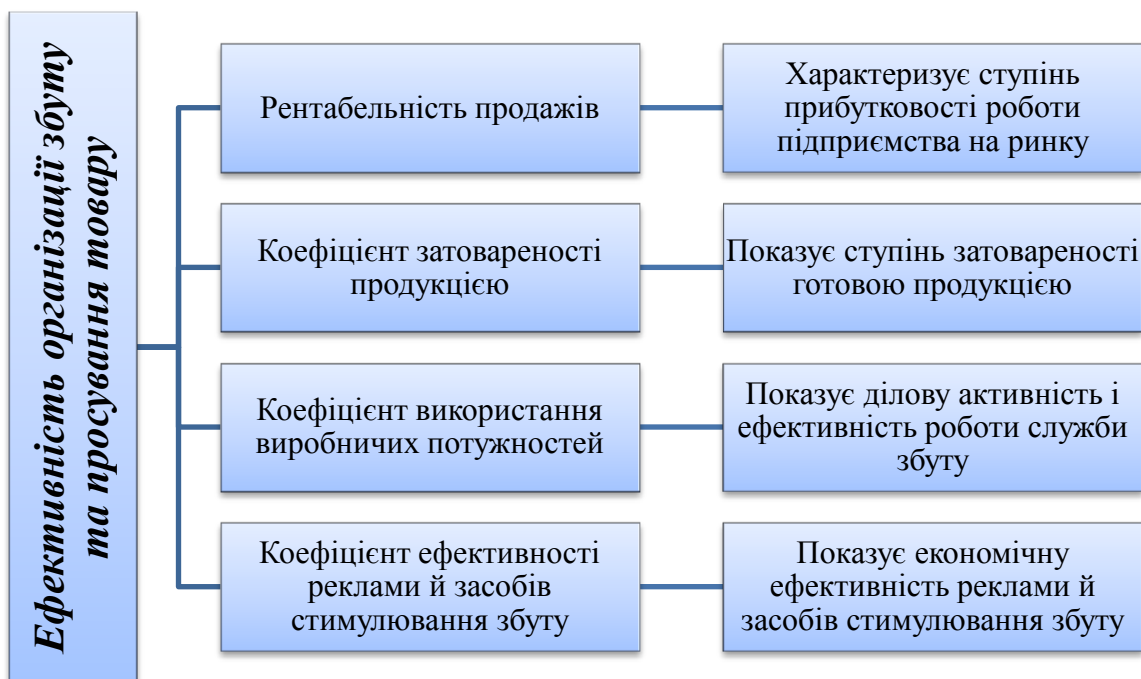 Ефективність організації збуту
та просування товару
Рентабельність продажів
Характеризує ступінь
прибутковості роботи
підприємства на ринку
Коефіцієнт затовареності
продукцією
Показує ступінь затовареності
готовою продукцією
Коефіцієнт використання
виробничих потужностей
Показує ділову активність і
ефективність роботи служби
збуту
Коефіцієнт ефективності
реклами й засобів
стимулювання збуту
Показує економічну
ефективність реклами й
засобів стимулювання збуту